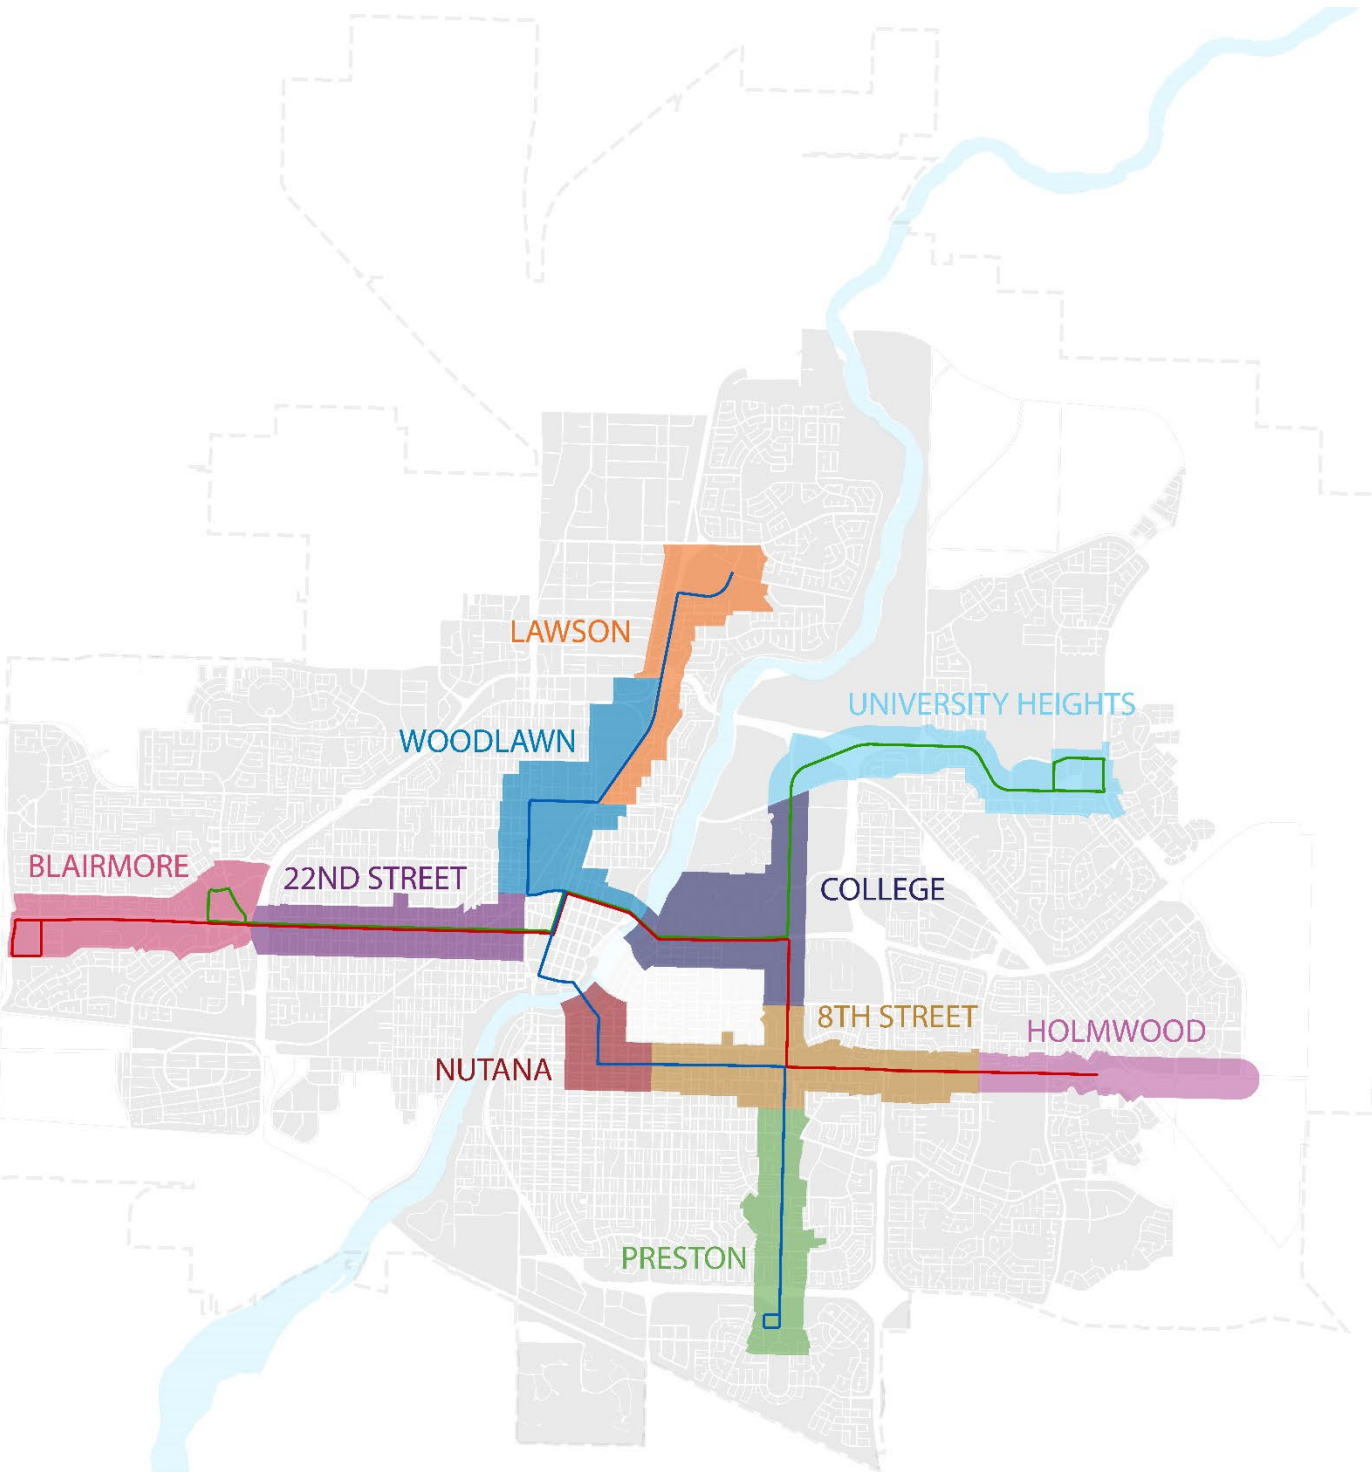 LAWSON
UNIVERSITY HEIGHTS
WOODLAWN
BLAIRMORE
22ND STREET
COLLEGE
8TH STREET
HOLMWOOD
NUTANA
PRESTON